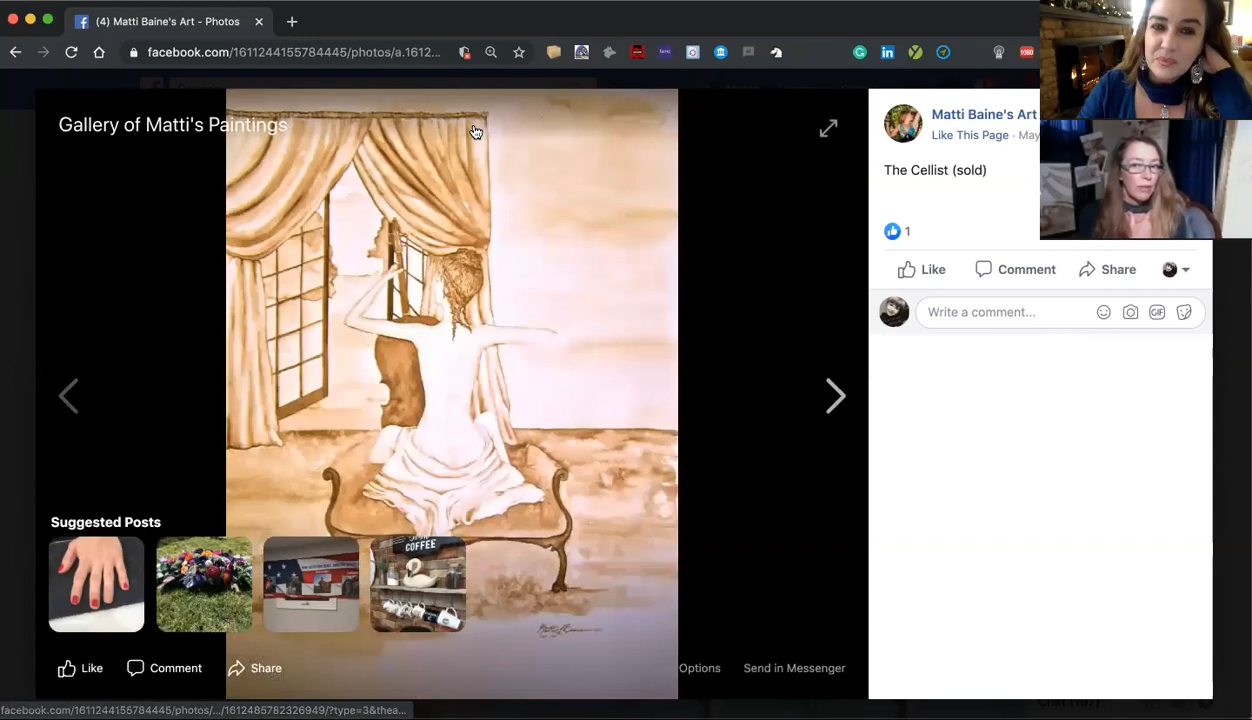 (4) Matti Baine's Art - Photos
facebook.com/1611244155784445/photos/a.1612...
1060
Gallery of Matti's Paintings
Matti Baine's Art
Like This Page · May
The Cellist (sold)
1
Like Comment Share
Write a comment...
GIF
Suggested Posts
COFFEE
Like Comment Share
Options Send in Messenger
facebook.com/1611244155784445/photos/.../1612485782326949/?type=3&thea...